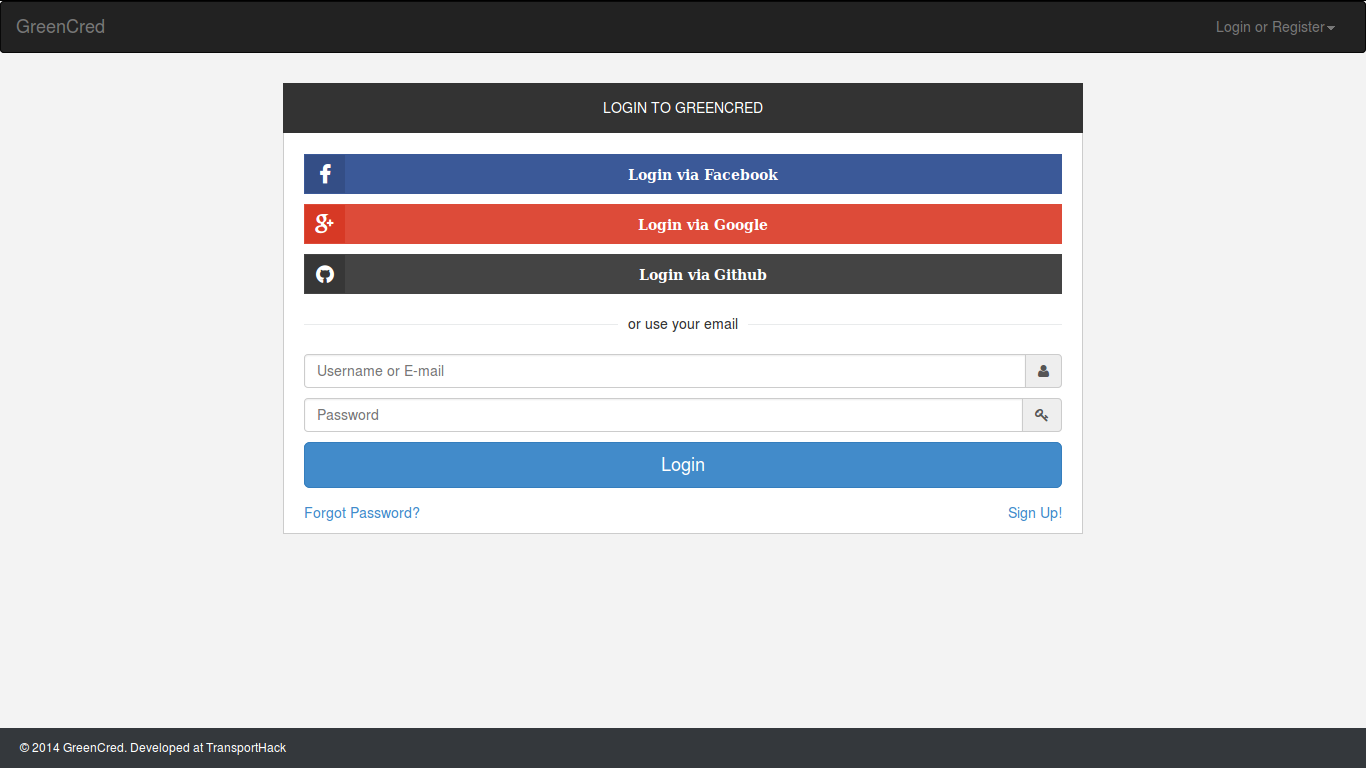 GreenCred
Login or Register
LOGIN TO GREENCRED
Login via Facebook
Login via Google
Login via Github
or use your email
Username or E-mail
Password
Login
Forgot Password?
Sign Up!
© 2014 GreenCred. Developed at TransportHack